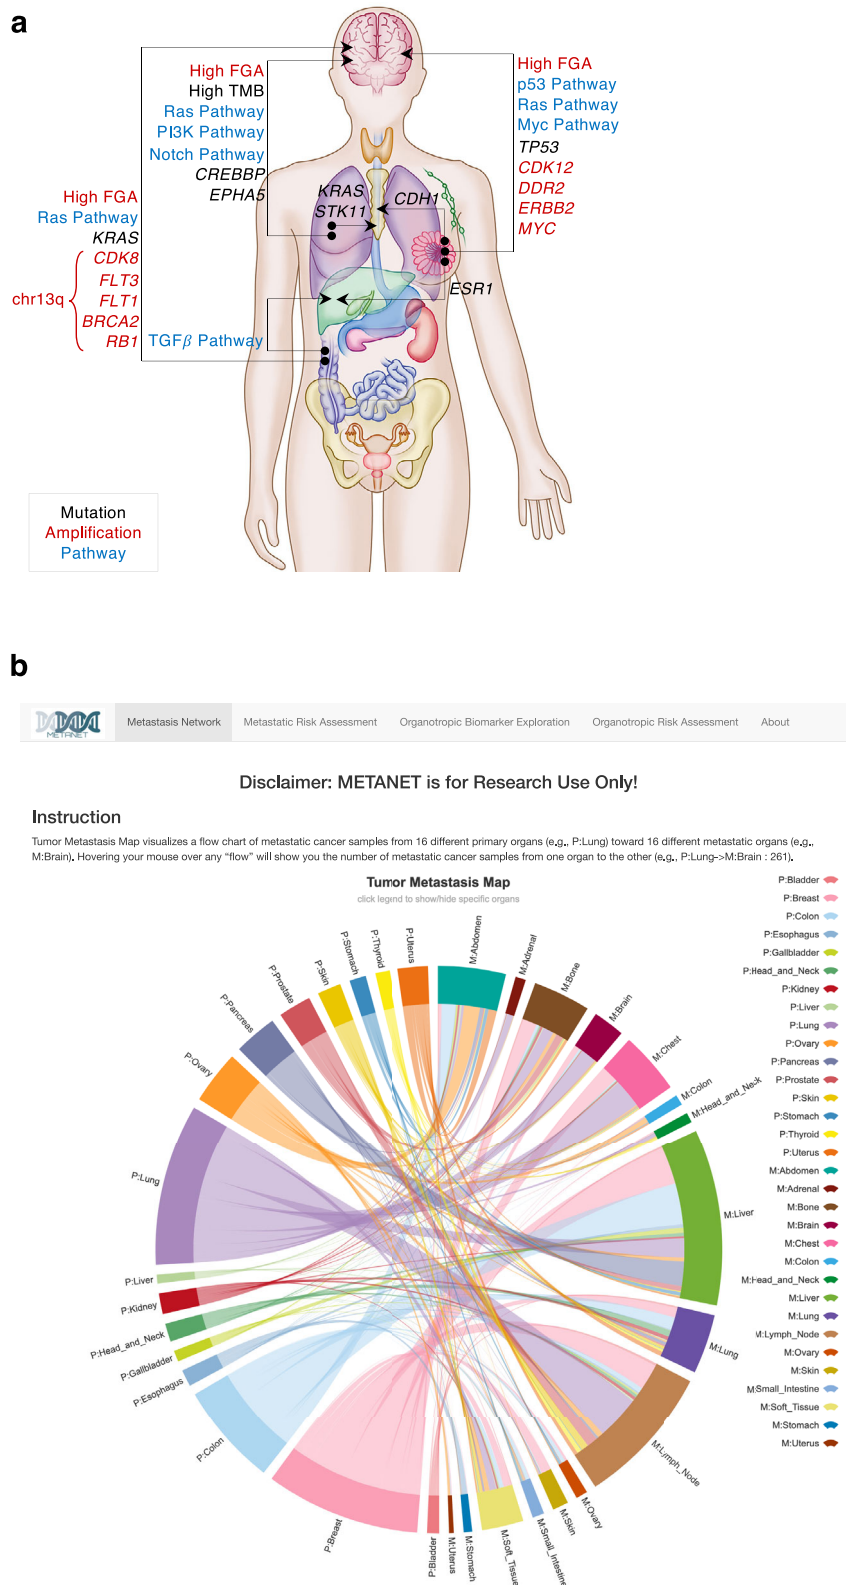 a
High FGA
High TMB
Ras Pathway
PI3K Pathway
Notch Pathway
CREBBP
EPHA5
High FGA
p53 Pathway
Ras Pathway
Myc Pathway
TP53
CDK12
DDR2
ERBB2
MYC
KRAS
STK11
CDH1
ESR1
High FGA
Ras Pathway
KRAS
CDK8
FLT3
chr13q
FLT1
BRCA2
RB1
TGFβ Pathway
Mutation
Amplification
Pathway
b
METANET
Metastasis Network
Metastatic Risk Assessment
Organotropic Biomarker Exploration
Organotropic Risk Assessment
About
Disclaimer: METANET is for Research Use Only!
Instruction
Tumor Metastasis Map visualizes a flow chart of metastatic cancer samples from 16 different primary organs (e.g., P:Lung) toward 16 different metastatic organs (e.g.,
M:Brain). Hovering your mouse over any “flow” will show you the number of metastatic cancer samples from one organ to the other (e.g., P:Lung->M:Brain : 261).
Tumor Metastasis Map
click legend to show/hide specific organs
P:Uterus
P:Thyroid
P:Stomach
P:Skin
P:Prostate
P:Pancreas
P:Ovary
P:Lung
P:Liver
P:Kidney
P:Head_and_Neck
P:Gallbladder
P:Esophagus
P:Colon
P:Breast
P:Bladder
M:Uterus
M:Stomach
M:Soft_Tissue
M:Small_Intestine
M:Skin
M:Ovary
M:Lymph_Node
M:Lung
M:Liver
M:Head_and_Neck
M:Colon
M:Chest
M:Brain
M:Bone
M:Adrenal
M:Abdomen
P:Bladder
P:Breast
P:Colon
P:Esophagus
P:Gallbladder
P:Head_and_Neck
P:Kidney
P:Liver
P:Lung
P:Ovary
P:Pancreas
P:Prostate
P:Skin
P:Stomach
P:Thyroid
P:Uterus
M:Abdomen
M:Adrenal
M:Bone
M:Brain
M:Chest
M:Colon
M:Head_and_Neck
M:Liver
M:Lung
M:Lymph_Node
M:Ovary
M:Skin
M:Small_Intestine
M:Soft_Tissue
M:Stomach
M:Uterus